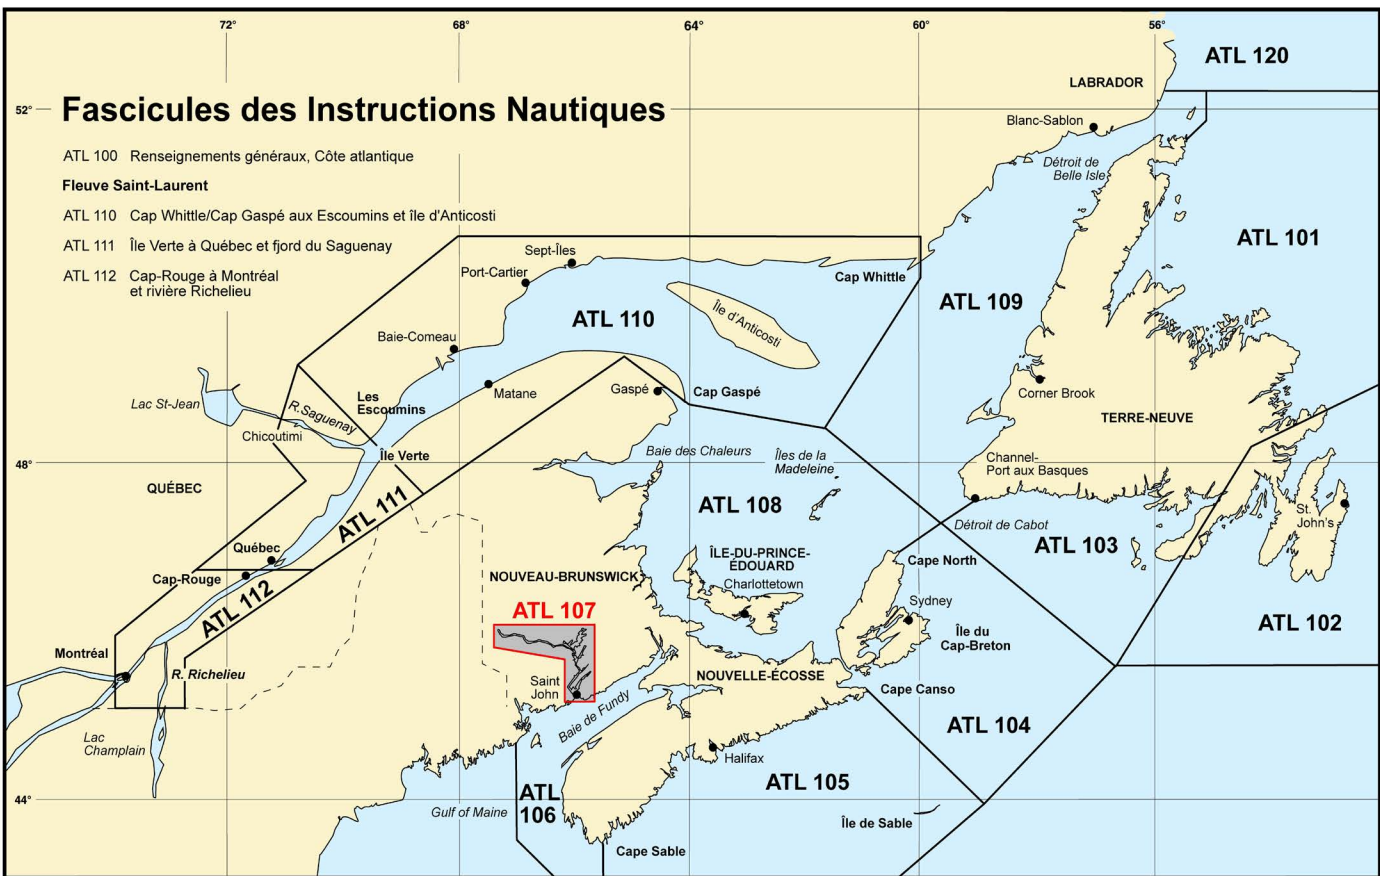 72°
68°
64°
60°
56°
ATL 120
LABRADOR
52°
Fascicules des Instructions Nautiques
Blanc-Sablon
ATL 100 Renseignements généraux, Côte atlantique
Détroit de
Belle Isle
Fleuve Saint-Laurent
ATL 110 Cap Whittle/Cap Gaspé aux Escoumins et île d'Anticosti
ATL 111 Île Verte à Québec et fjord du Saguenay
ATL 112 Cap-Rouge à Montréal
et rivière Richelieu
ATL 101
Sept-Îles
Port-Cartier
Cap Whittle
ATL 109
ATL 110
Île d'Anticosti
Baie-Comeau
Matane
Gaspé
Cap Gaspé
Corner Brook
Lac St-Jean
R. Saguenay
Les
Escoumins
TERRE-NEUVE
Chicoutimi
Île Verte
Baie des Chaleurs
Îles de la
Madeleine
Channel-
Port aux Basques
48°
QUÉBEC
ATL 111
ATL 108
Détroit de Cabot
St.
John's
ATL 103
Québec
Cap-Rouge
ATL 112
NOUVEAU-BRUNSWICK
ÎLE-DU-PRINCE-
ÉDOUARD
Charlottetown
Cape North
ATL 107
Sydney
ATL 102
Île du
Cap-Breton
Montréal
R. Richelieu
Saint
John
NOUVELLE-ÉCOSSE
Cape Canso
Baie de Fundy
ATL 104
Lac
Champlain
Halifax
ATL 105
44°
ATL
106
Gulf of Maine
Île de Sable
Cape Sable